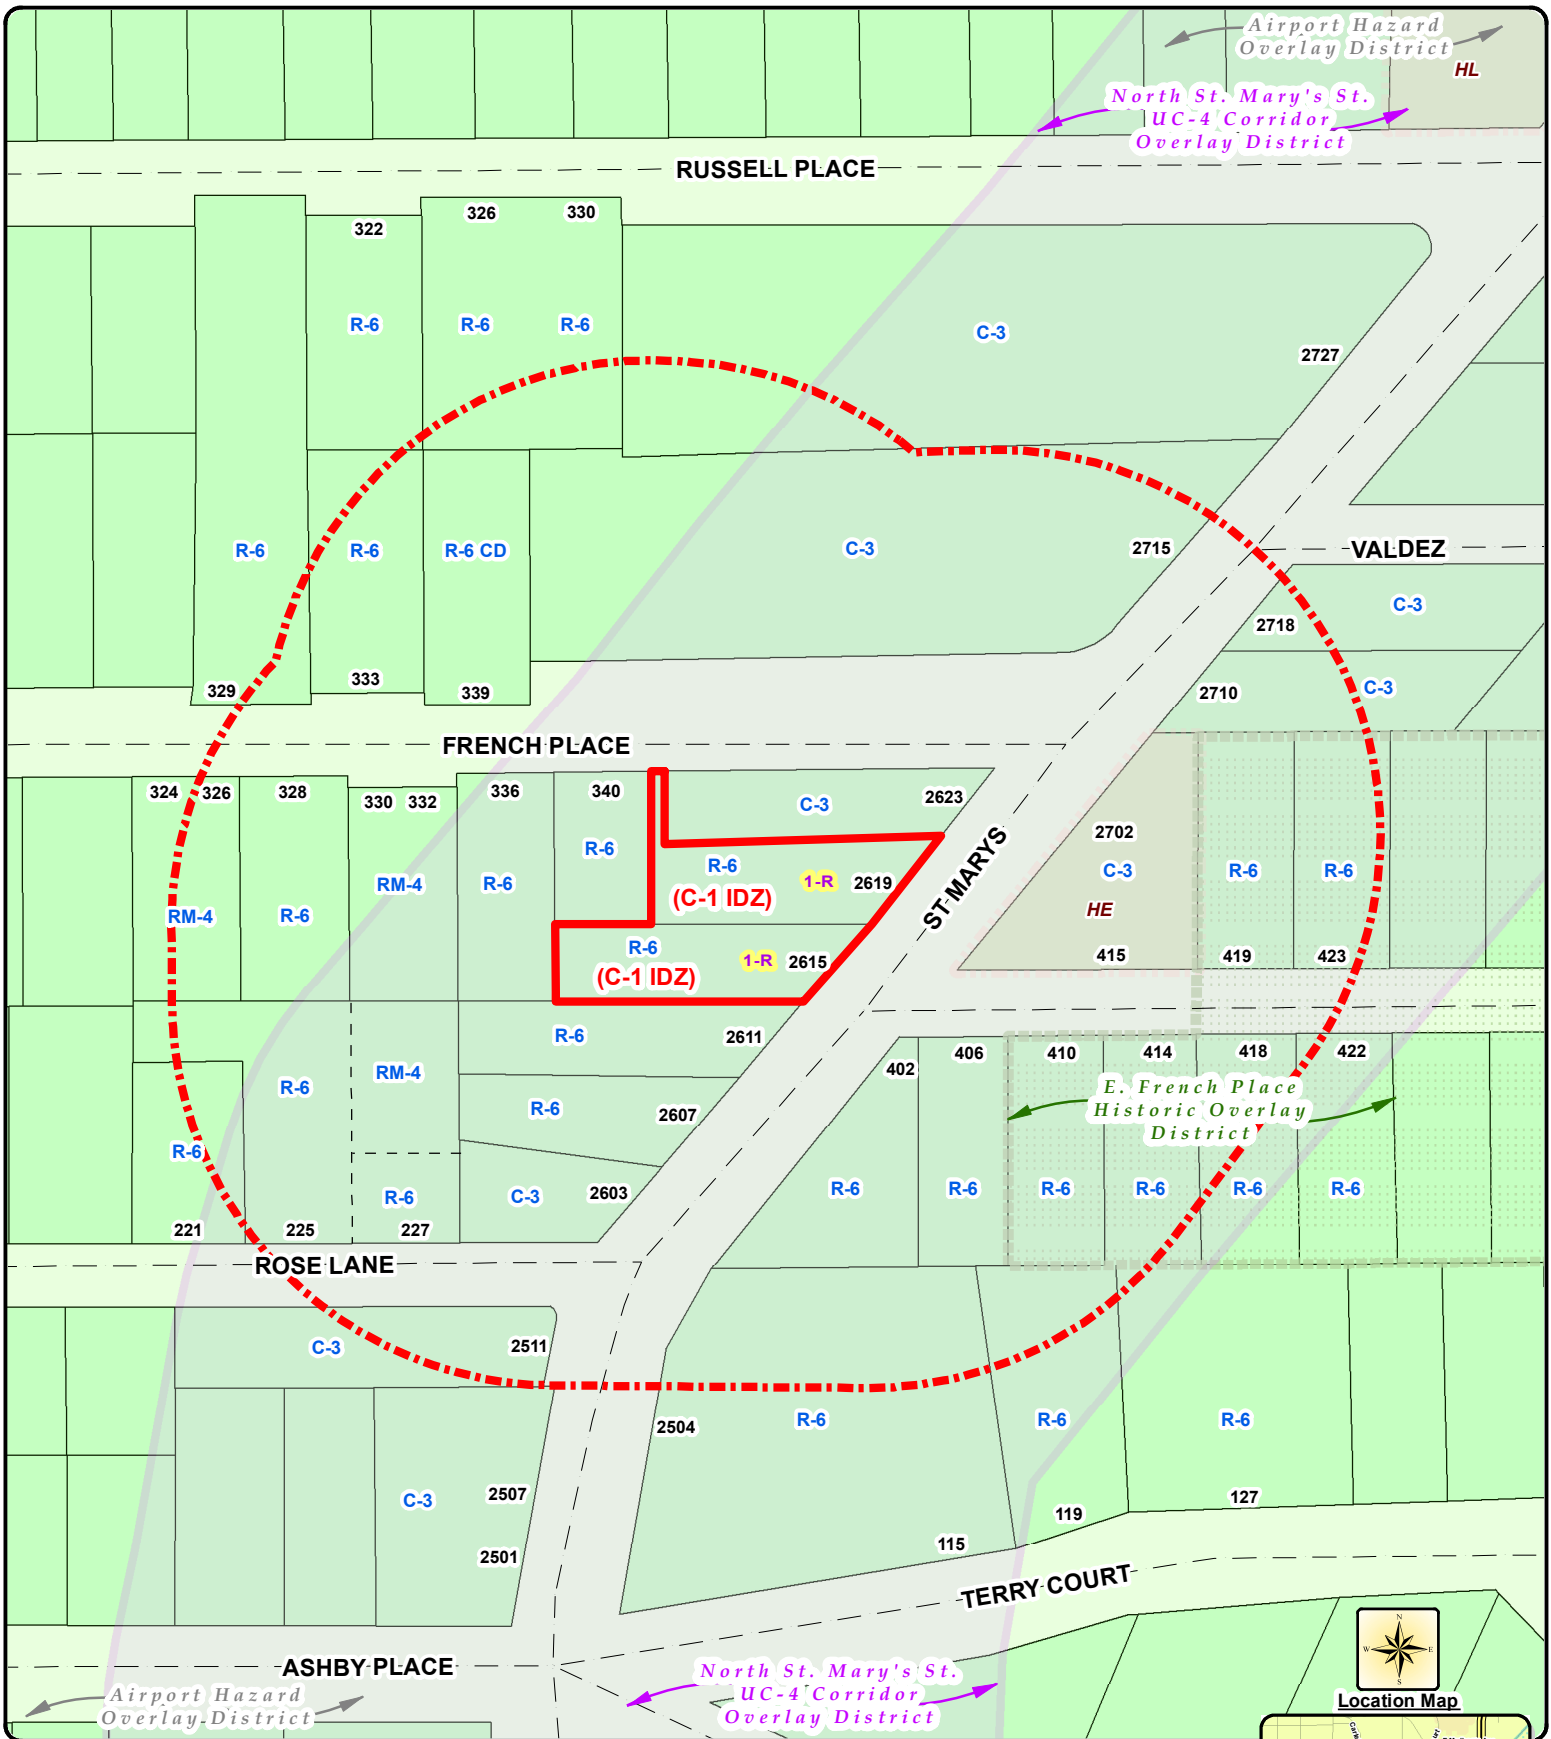 Airport Hazard
Overlay District
HL
North St. Mary's St.
UC-4 Corridor
Overlay District
RUSSELL PLACE
322
326
330
R-6
R-6
R-6
C-3
2727
R-6
R-6
R-6 CD
C-3
2715
VALDEZ
C-3
2718
329
333
339
2710
C-3
FRENCH PLACE
324
326
328
330
332
336
340
C-3
2623
ST MARYS
2702
R-6
R-6
1-R
2619
(C-1 IDZ)
RM-4
R-6
RM-4
R-6
C-3
R-6
R-6
HE
R-6
1-R
2615
(C-1 IDZ)
415
419
423
R-6
2611
402
406
410
414
418
422
R-6
RM-4
E. French Place
Historic Overlay
District
R-6
2607
R-6
R-6
C-3
2603
R-6
R-6
R-6
R-6
R-6
R-6
221
225
227
ROSE LANE
C-3
2511
2504
R-6
R-6
R-6
C-3
2507
2501
115
119
127
TERRY COURT
ASHBY PLACE
Airport Hazard
Overlay District
North St. Mary's St.
UC-4 Corridor
Overlay District
N
W
E
S
Location Map